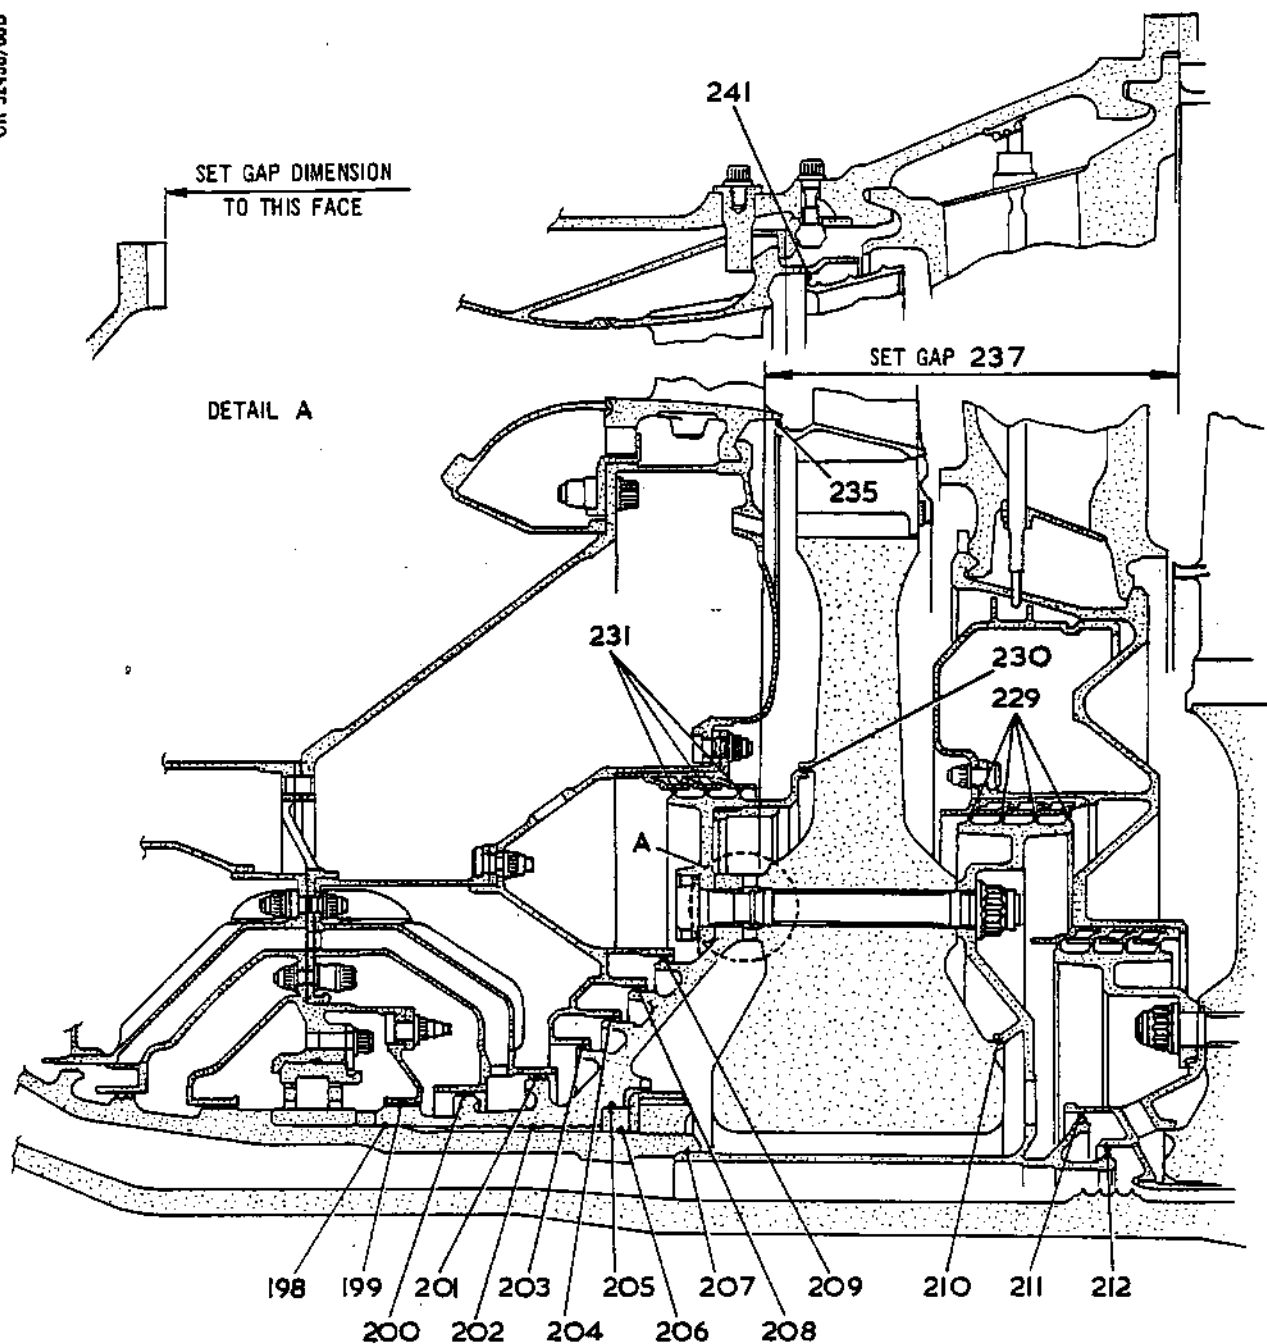 241
SET GAP DIMENSION
TO THIS FACE
SET GAP 237
DETAIL A
235
231
230
229
A
198 199 201 203 205 207 209 210 211 212
200 202 204 206 208